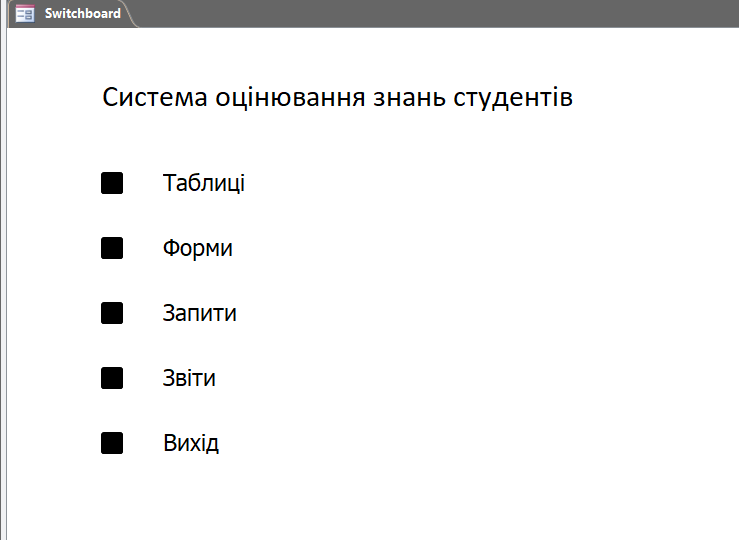 Switchboard
Система оцінювання знань студентів
Таблиці
Форми
Запити
Звіти
Вихід